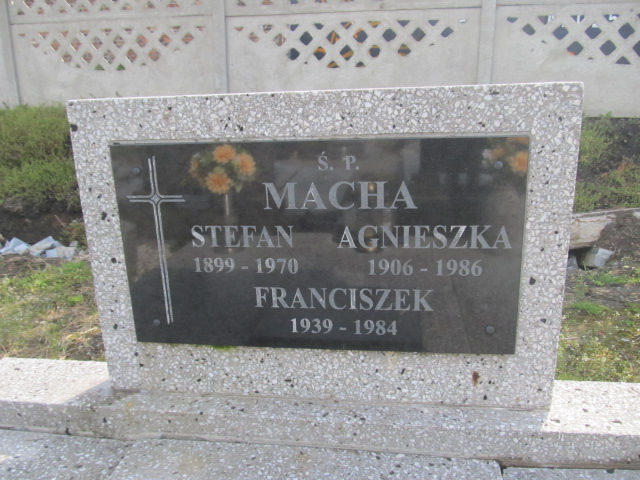 Ś. P.
MACHA
STEFAN AGNIESZKA
1899 - 1970 1906 - 1986
FRANCISZEK
1939 - 1984